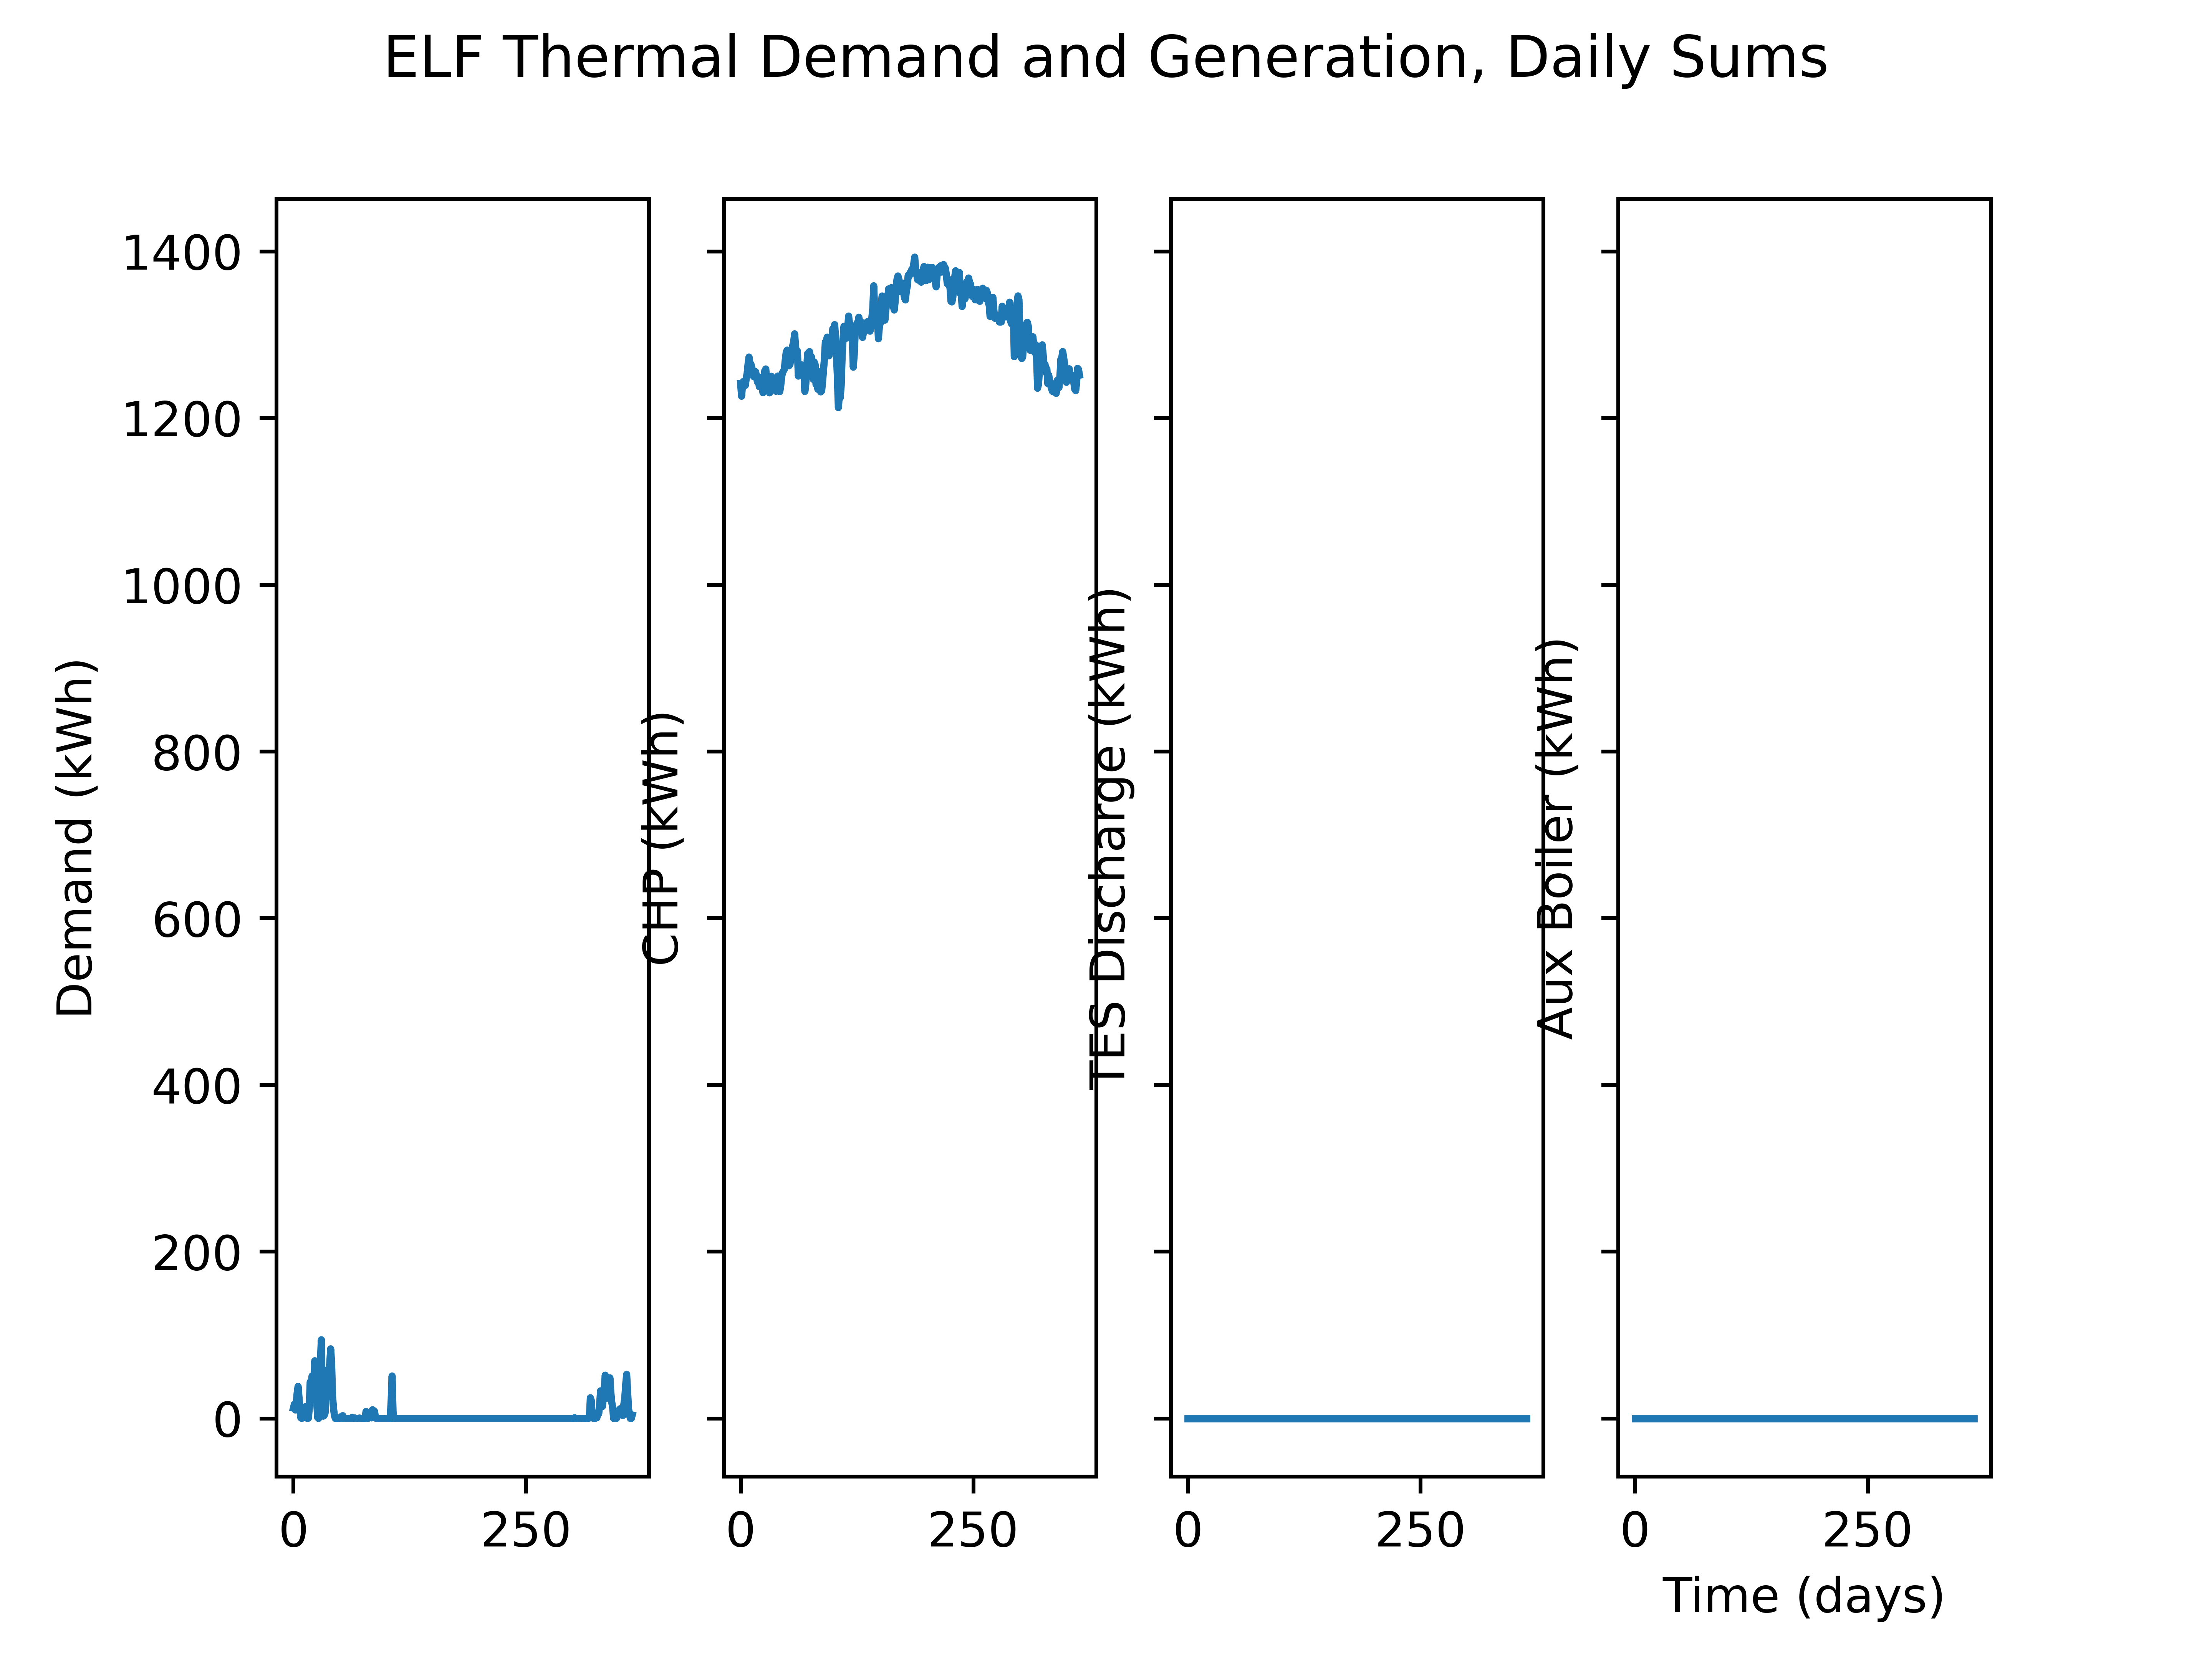 ELF Thermal Demand and Generation, Daily Sums
Demand (kWh)
1400
1200
1000
800
600
400
200
0
0 250
CHP (kWh)
0 250
TES Discharge (kWh)
0 250
Aux Boiler (kWh)
0 250
Time (days)